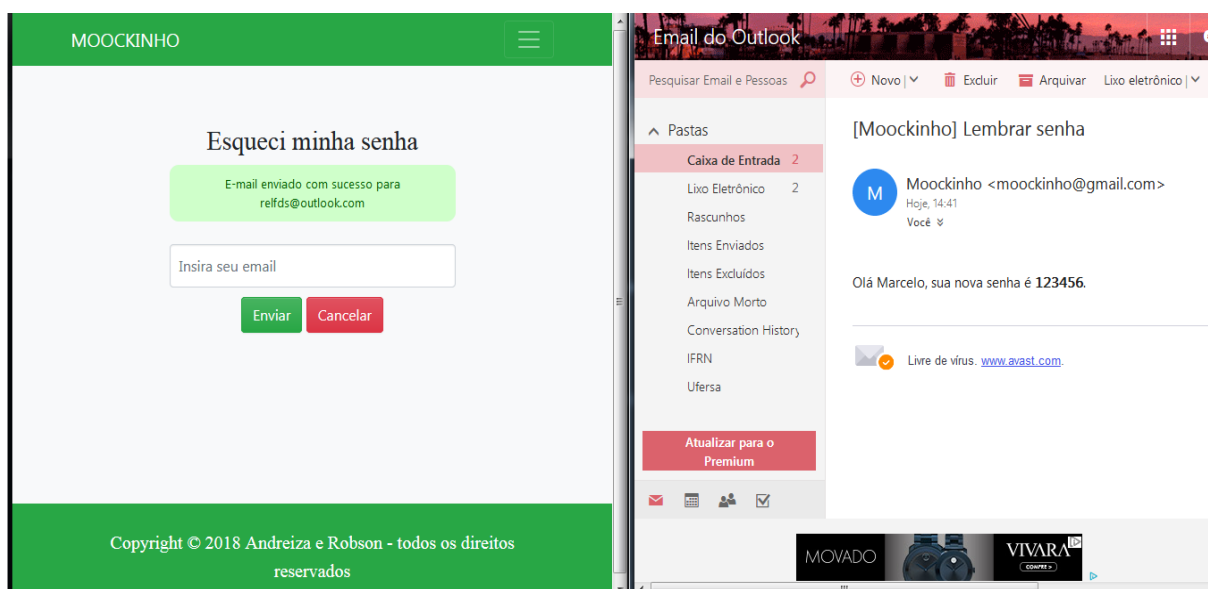 MOOCKINHO
Esqueci minha senha
E-mail enviado com sucesso para
relfds@outlook.com
Insira seu email
Enviar Cancelar
Copyright © 2018 Andreiza e Robson - todos os direitos
reservados
Email do Outlook
Pesquisar Email e Pessoas
Novo | Excluir Arquivar Lixo eletrônico |
Pastas
Caixa de Entrada 2
Lixo Eletrônico 2
Rascunhos
Itens Enviados
Itens Excluídos
Arquivo Morto
Conversation History
IFRN
Ufersa
Atualizar para o
Premium
[Moockinho] Lembrar senha
M
Moockinho <moockinho@gmail.com>
Hoje, 14:41
Você
Olá Marcelo, sua nova senha é 123456.
Livre de vírus. www.avast.com.
MOVADO
VIVARA
COMPRE >